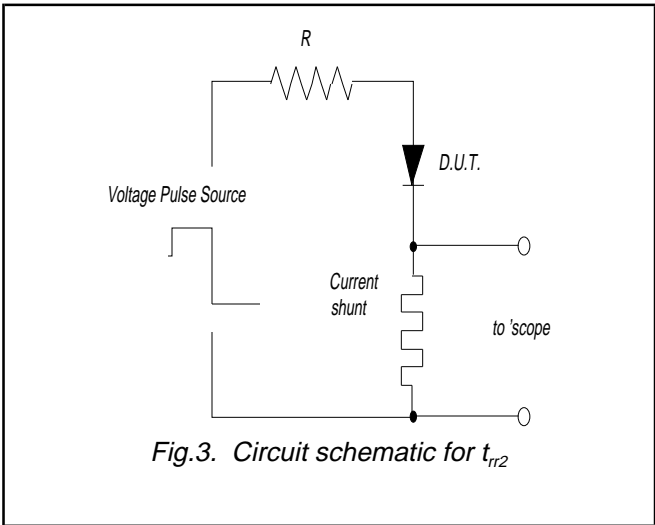 R
D.U.T.
Voltage Pulse Source
Current
shunt
to 'scope
Fig.3. Circuit schematic for trr2